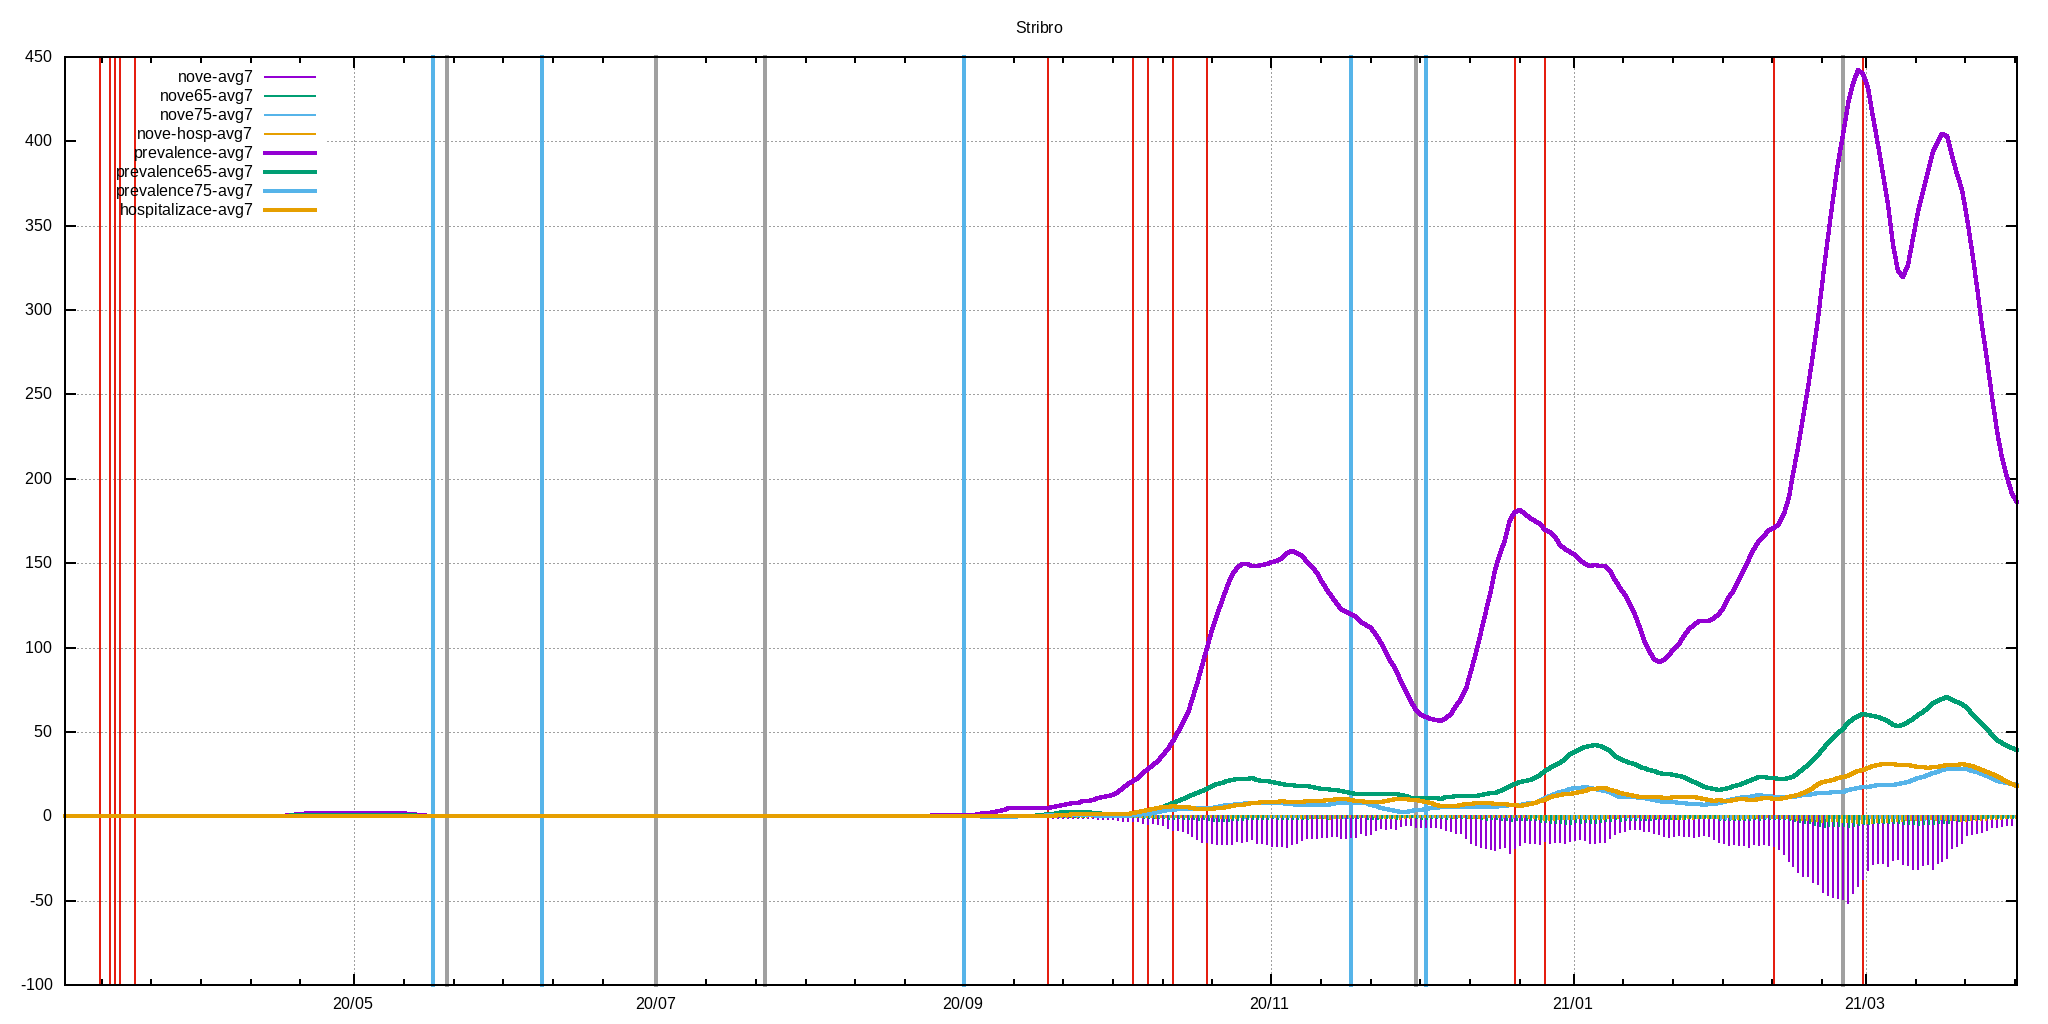 Stribro
450
400
350
300
250
200
150
100
50
0
-50
-100
nove-avg7
nove65-avg7
nove75-avg7
nove-hosp-avg7
prevalence-avg7
prevalence65-avg7
prevalence75-avg7
hospitalizace-avg7
20/05 20/07 20/09 20/11 21/01 21/03